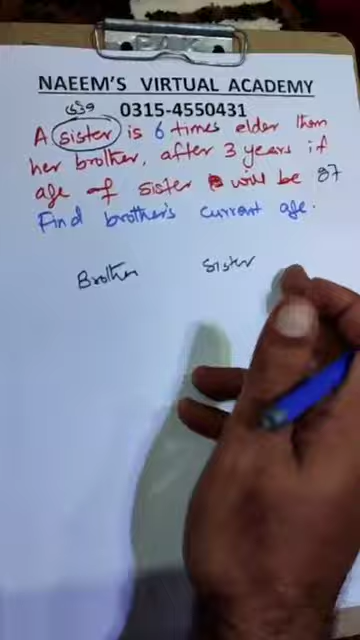 NAEEM'S VIRTUAL ACADEMY
0315-4550431
A sister is 6 times elder then
her brother, after 3 years if
age of sister will be 87
Find brother's current age.
Brother Sister